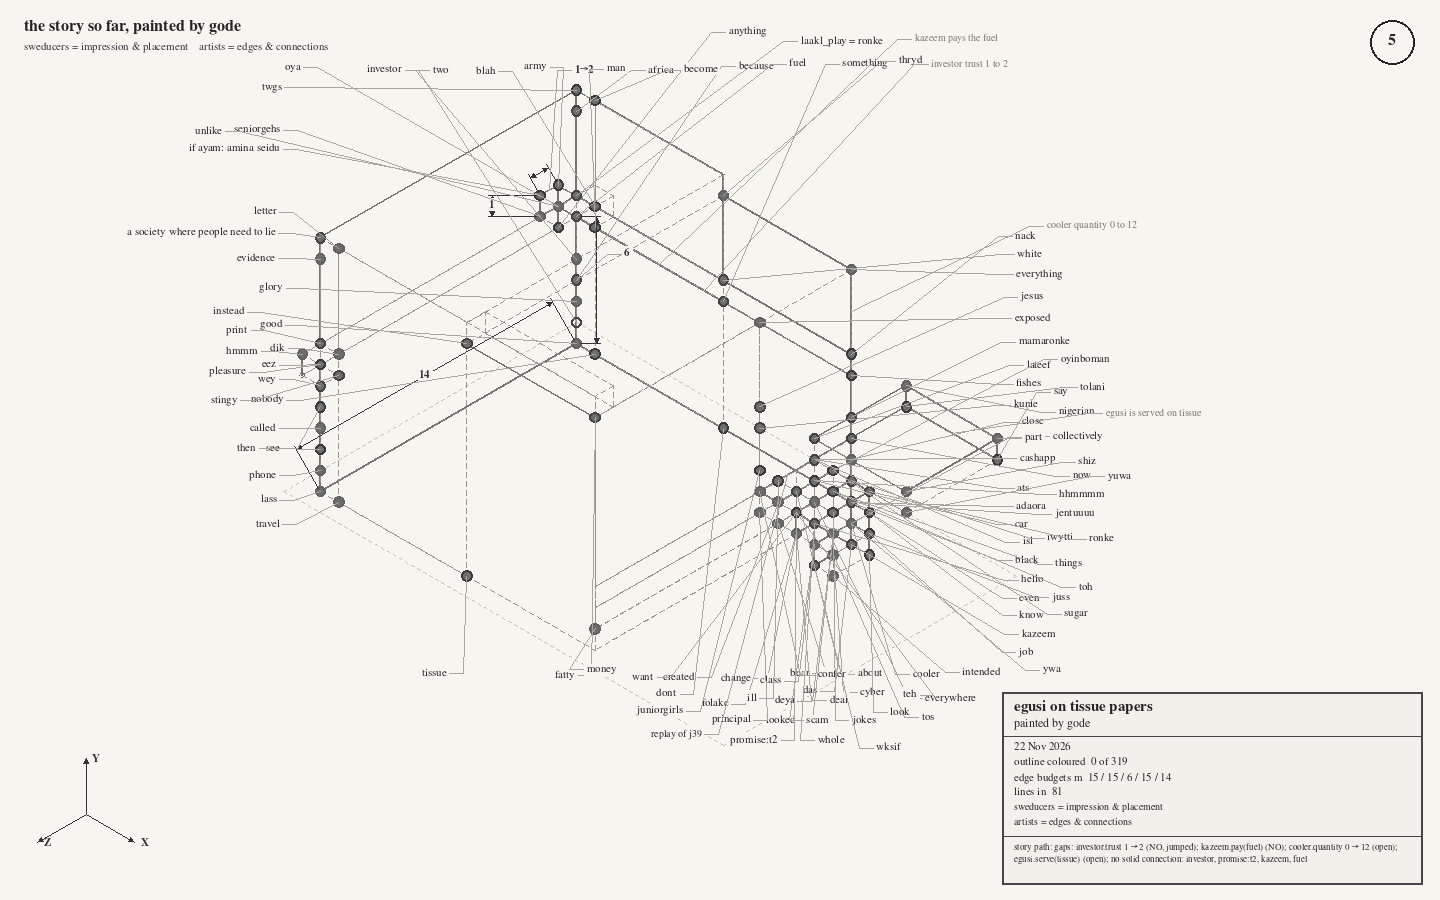 the story so far, painted by gode
sweducers = impression & placement artists = edges & connections
5
anything
laakl_play = ronke
kazeem pays the fuel
oya
investor
two
blah
army
1→2
man
africa
become
because
fuel
something
thryd
investor trust 1 to 2
twgs
unlike
seniorgehs
if ayam: amina seidu
1
letter
a society where people need to lie
evidence
glory
instead
good
print
hmmm
dik
eez
pleasure
wey
stingy
nobody
called
then
see
phone
lass
travel
6
14
cooler quantity 0 to 12
nack
white
everything
jesus
exposed
mamaronke
lateef
oyinboman
fishes
say
tolani
kunle
nigerian
egusi is served on tissue
close
part
collectively
cashapp
shiz
now
yuwa
ats
hhmmmm
adaora
jentuuuu
car
isi
iwytti
ronke
black
things
hello
toh
even
juss
know
sugar
kazeem
job
ywa
tissue
fatty
money
want
created
change
class
bear
confer
about
cooler
intended
dont
folake
ill
deya
das
dear
cyber
teh
everywhere
juniorgirls
principal
looked
scam
jokes
look
tos
replay of j39
promise:t2
whole
wksif
Y
Z
X
egusi on tissue papers
painted by gode
22 Nov 2026
outline coloured 0 of 319
edge budgets m 15 / 15 / 6 / 15 / 14
lines in 81
sweducers = impression & placement
artists = edges & connections
story path: gaps: investor.trust 1 → 2 (NO, jumped); kazeem.pay(fuel) (NO); cooler.quantity 0 → 12 (open);
egusi.serve(tissue) (open); no solid connection: investor, promise:t2, kazeem, fuel